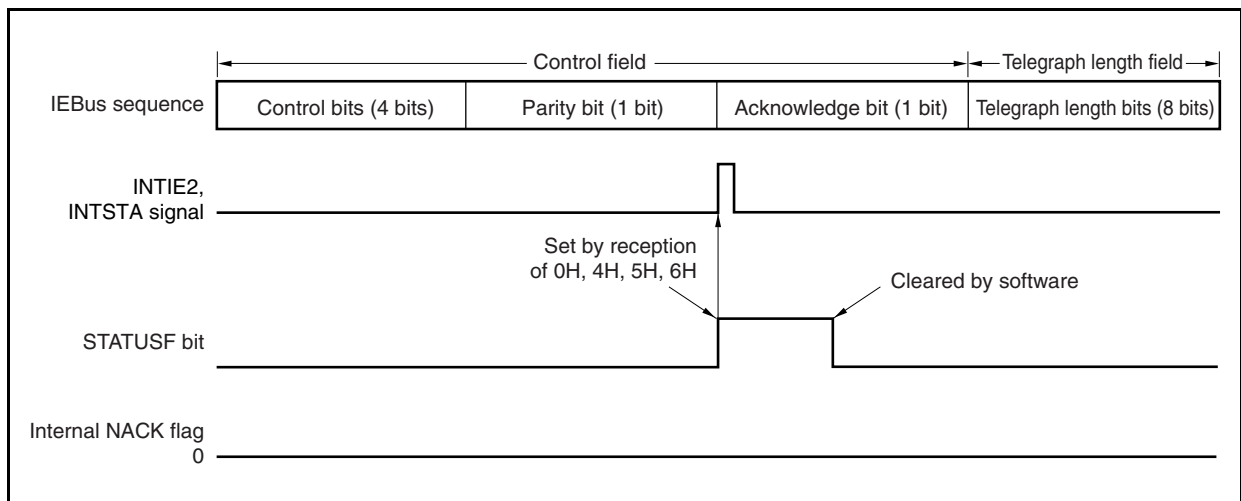 Control field
Telegraph length field
IEBus sequence
Control bits (4 bits)
Parity bit (1 bit)
Acknowledge bit (1 bit)
Telegraph length bits (8 bits)
INTIE2,
INTSTA signal
Set by reception
of 0H, 4H, 5H, 6H
Cleared by software
STATUSF bit
Internal NACK flag
0